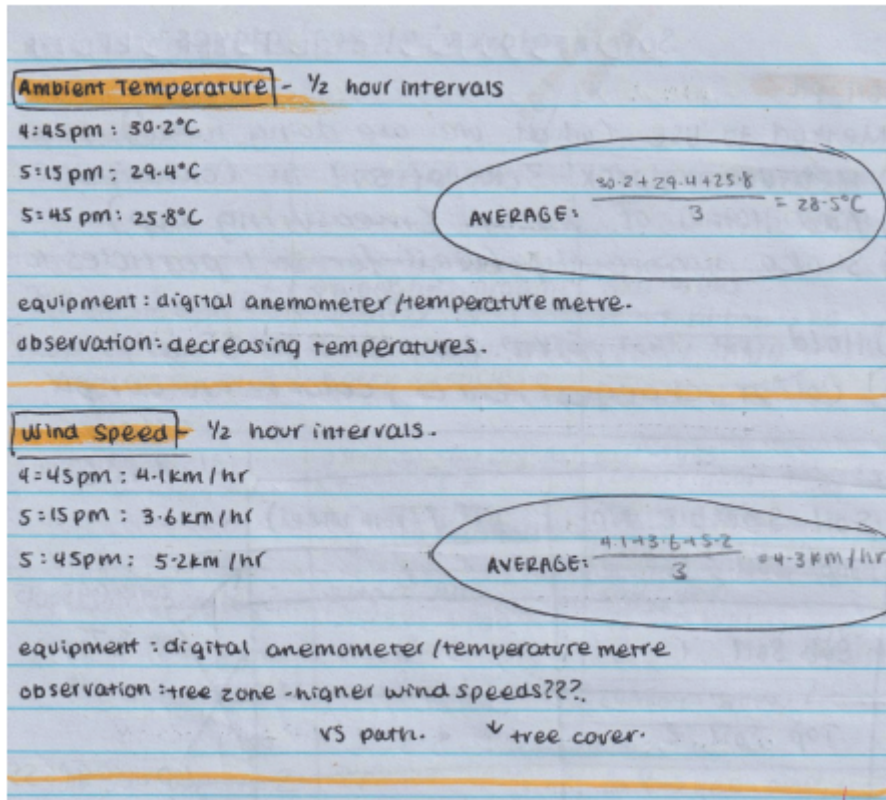 Ambient Temperature - ½ hour intervals
4:45pm: 30.2°C
5:15pm: 29.4°C
5:45pm: 25.8°C
AVERAGE: 30.2+29.4+25.8
3
= 28.5°C
equipment: digital anemometer/temperature metre.
observation: decreasing temperatures.
Wind Speed - ½ hour intervals.
4:45pm: 4.1km/hr
5:15pm: 3.6km/hr
5:45pm: 5.2km/hr
AVERAGE: 4.1+3.6+5.2
3
=4.3km/hr
equipment: digital anemometer/temperature metre
observation: tree zone - higher wind speeds???.
vs path. ↓ tree cover.